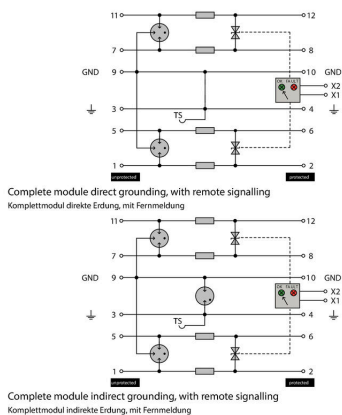 11 12
7 8
GND 9 10 GND
OK FAULT
X2
X1
3 4
TS
5 6
1 2
unprotected protected
Complete module direct grounding, with remote signalling
Komplettmodul direkte Erdung, mit Fernmeldung
11 12
7 8
GND 9 10 GND
OK FAULT
X2
X1
3 4
TS
5 6
1 2
unprotected protected
Complete module indirect grounding, with remote signalling
Komplettmodul indirekte Erdung, mit Fernmeldung